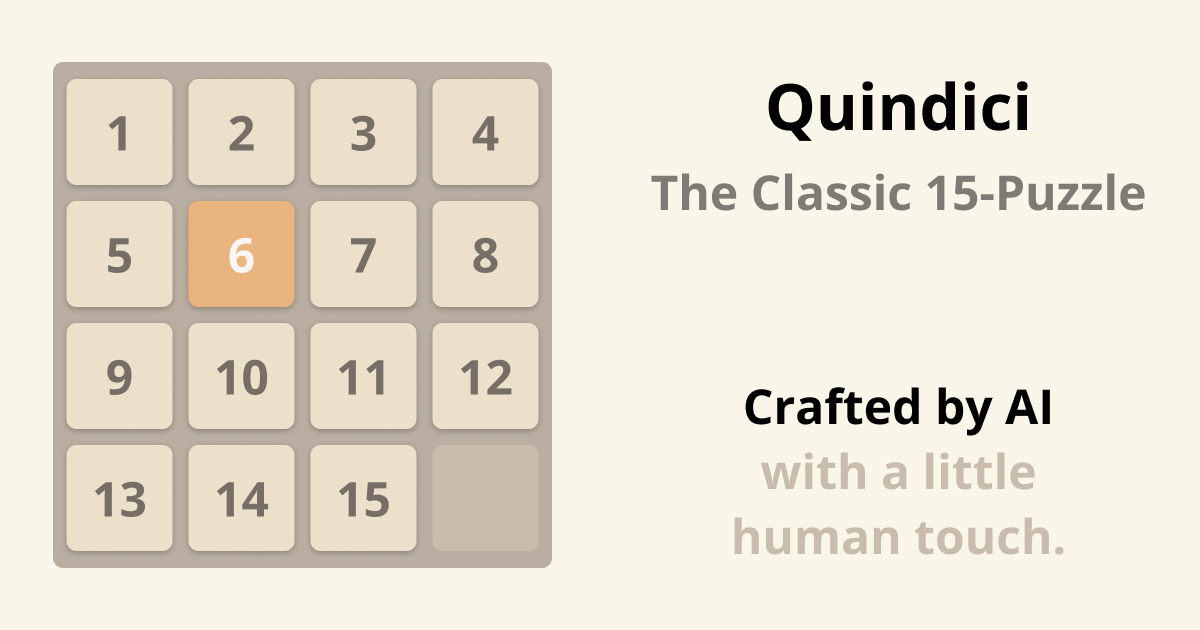 1 2 3 4
5 6 7 8
9 10 11 12
13 14 15
Quindici
The Classic 15-Puzzle
Crafted by AI
with a little
human touch.